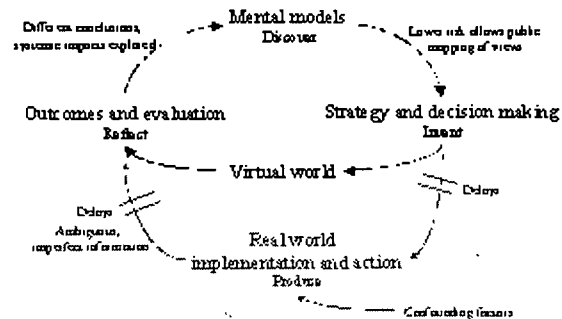 Mental models
Discover
Different conclusions,
systemic impacts explored
Lower risk allows public
mapping of views
Outcomes and evaluation
Reflect
Strategy and decision making
Invent
Virtual world
Delays
Delays
Ambiguous,
imperfect information
Real world
implementation and action
Produce
Confounding factors